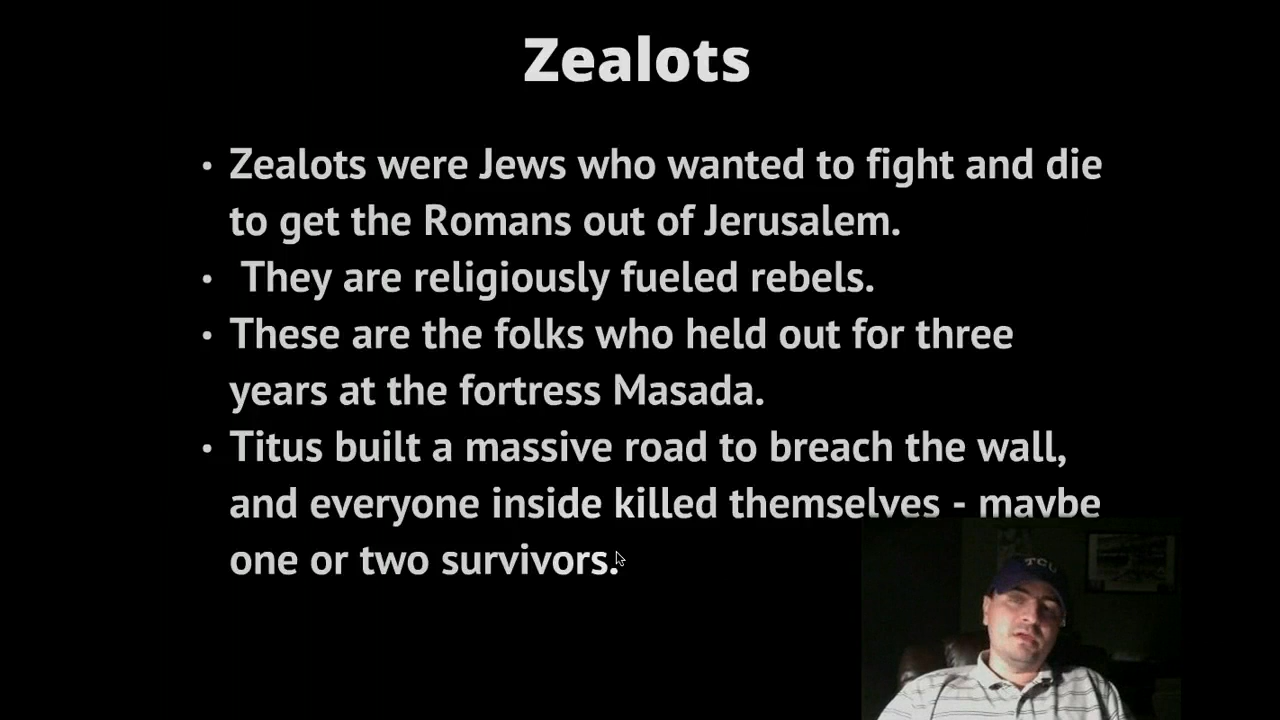 Zealots
• Zealots were Jews who wanted to fight and die
to get the Romans out of Jerusalem.
• They are religiously fueled rebels.
• These are the folks who held out for three
years at the fortress Masada.
• Titus built a massive road to breach the wall,
and everyone inside killed themselves - maybe
one or two survivors.
TCU